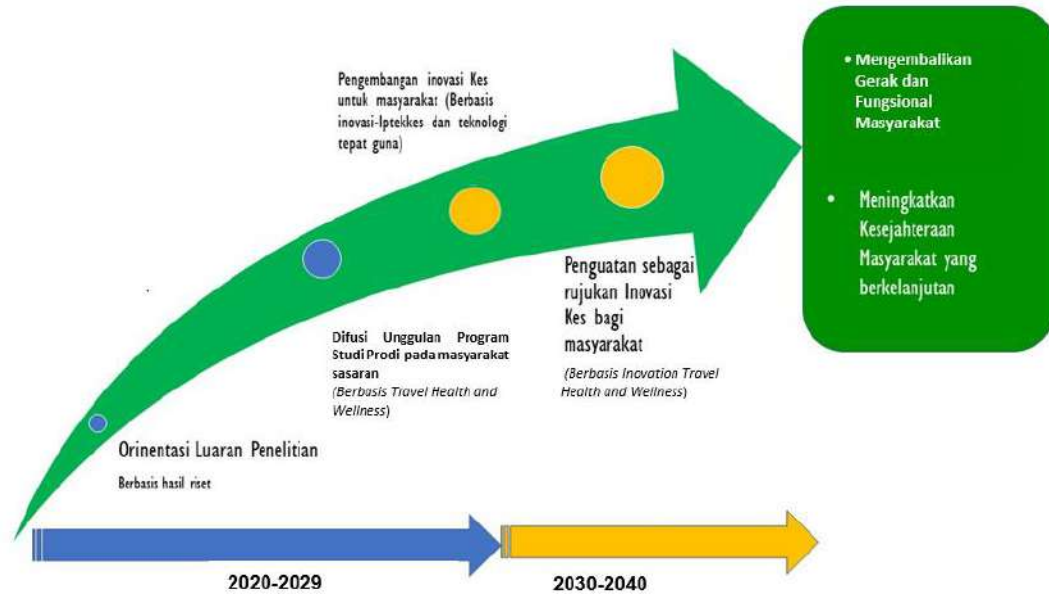 Pengembangan inovasi Kes
untuk masyarakat (Berbasis
inovasi-Iptekkes dan teknologi
tepat guna)
• Mengembalikan
Gerak dan
Fungsional
Masyarakat
• Meningkatkan
Kesejahteraan
Masyarakat yang
berkelanjutan
Penguatan sebagai
rujukan Inovasi
Kes bagi
masyarakat
(Berbasis Inovation Travel
Health and Wellness)
Difusi Unggulan Program
Studi Prodi pada masyarakat
sasaran
(Berbasis Travel Health and
Wellness)
Orinentasi Luaran Penelitian
Berbasis hasil riset
2020-2029
2030-2040